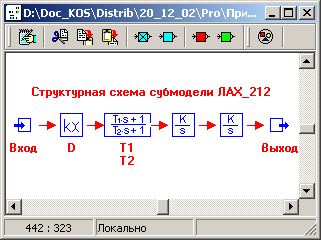 D:\Doc_KOS\Distrib\20_12_02\Pro\При...
Структурная схема субмодели ЛАХ_212
kx
T1·s+1
T2·s+1
K
s
K
s
Вход
D
T1
Выход
T2
442 : 323
Локально